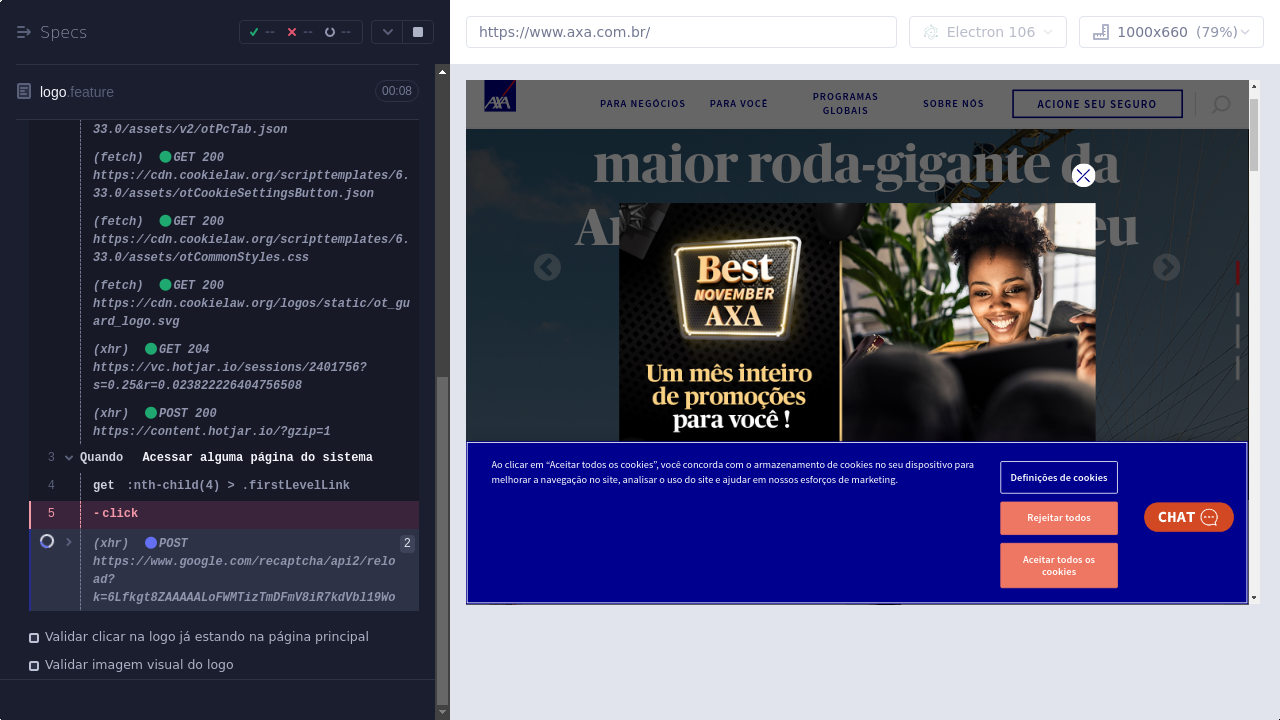 Specs
--
--
--
https://www.axa.com.br/
Electron 106
1000x660 (79%)
logo.feature
00:08
33.0/assets/v2/otPcTab.json
(fetch) GET 200
https://cdn.cookielaw.org/scripttemplates/6.
33.0/assets/otCookieSettingsButton.json
(fetch) GET 200
https://cdn.cookielaw.org/scripttemplates/6.
33.0/assets/otCommonStyles.css
(fetch) GET 200
https://cdn.cookielaw.org/logos/static/ot_gu
ard_logo.svg
(xhr) GET 204
https://vc.hotjar.io/sessions/2401756?
s=0.25&r=0.023822226404756508
(xhr) POST 200
https://content.hotjar.io/?gzip=1
3 Quando Acessar alguma página do sistema
4 get :nth-child(4) > .firstLevelLink
5 -click
(xhr) POST 2
https://www.google.com/recaptcha/api2/relo
ad?
k=6Lfkgt8ZAAAAALoFWMTizTmDFmV8iR7kdVbl19Wo
Validar clicar na logo já estando na página principal
Validar imagem visual do logo
AXA
PARA NEGÓCIOS
PARA VOCÊ
PROGRAMAS
GLOBAIS
SOBRE NÓS
ACIONE SEU SEGURO
maior roda-gigante da
Best
NOVEMBER
AXA
Um mês inteiro
de promoções
para você !
Ao clicar em “Aceitar todos os cookies”, você concorda com o armazenamento de cookies no seu dispositivo para
melhorar a navegação no site, analisar o uso do site e ajudar em nossos esforços de marketing.
Definições de cookies
Rejeitar todos
Aceitar todos os
cookies
CHAT